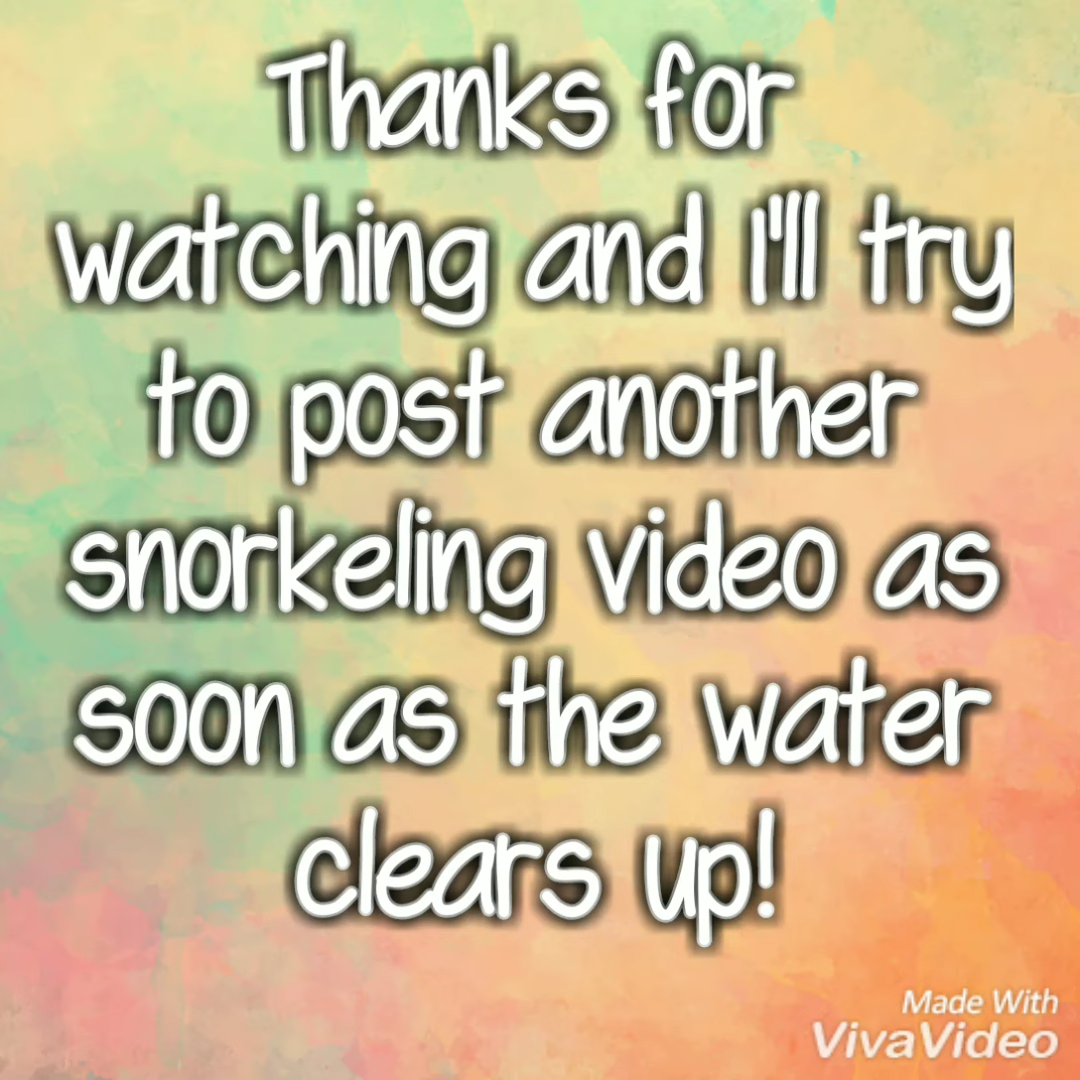 Thanks for
watching and I'll try
to post another
snorkeling video as
soon as the water
clears up!
Made With
VivaVideo